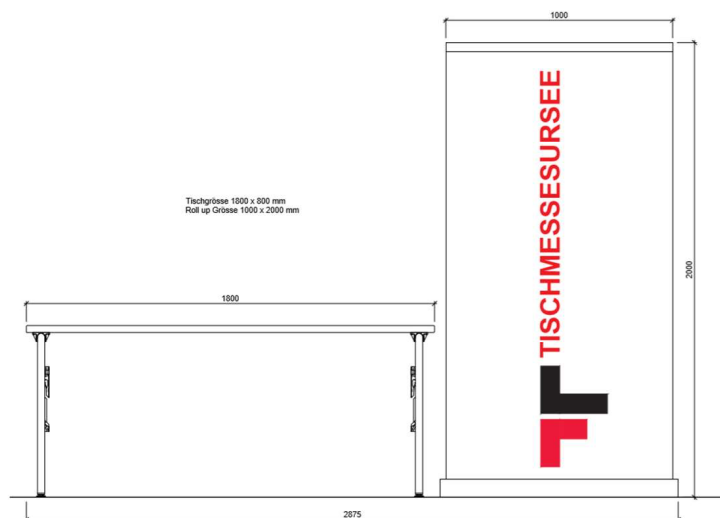 1000
TISCHMESSESURSEE
Tischgrösse 1800 x 800 mm
Roll up Grösse 1000 x 2000 mm
2000
1800
2875